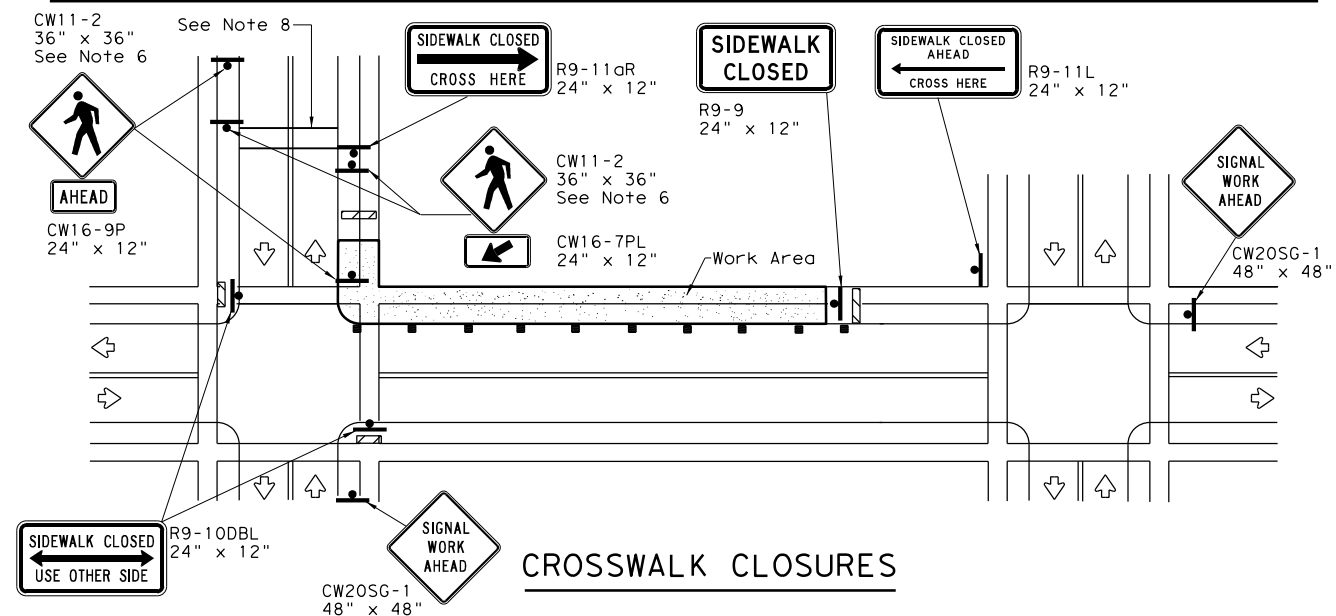 CW11-2
36" x 36"
See Note 6
See Note 8
AHEAD
CW16-9P
24" x 12"
SIDEWALK CLOSED
CROSS HERE
R9-11aR
24" x 12"
CW11-2
36" x 36"
See Note 6
CW16-7PL
24" x 12"
SIDEWALK
CLOSED
R9-9
24" x 12"
SIDEWALK CLOSED
AHEAD
CROSS HERE
R9-11L
24" x 12"
SIGNAL
WORK
AHEAD
CW20SG-1
48" x 48"
Work Area
SIDEWALK CLOSED
USE OTHER SIDE
R9-10DBL
24" x 12"
SIGNAL
WORK
AHEAD
CW20SG-1
48" x 48"
CROSSWALK CLOSURES